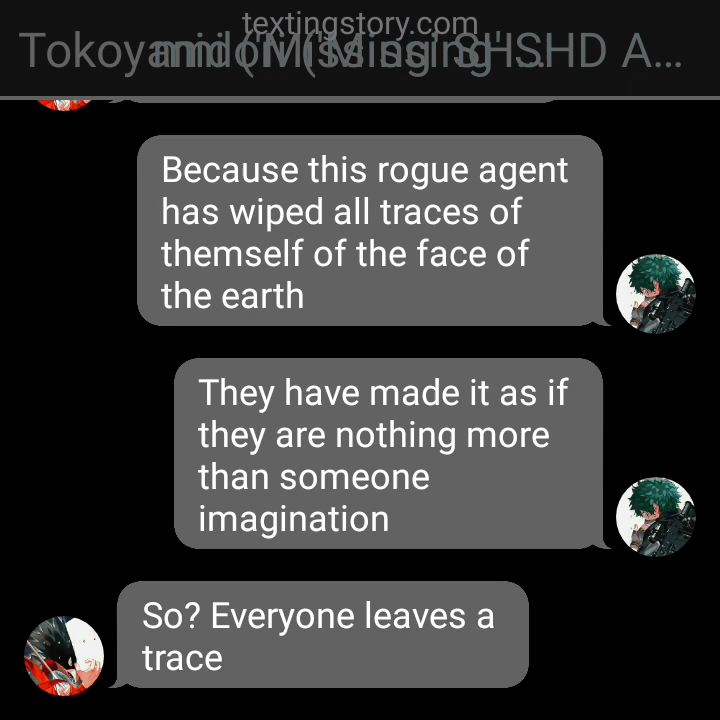 textingstory.com
Because this rogue agent
has wiped all traces of
themself of the face of
the earth
They have made it as if
they are nothing more
than someone
imagination
So? Everyone leaves a
trace